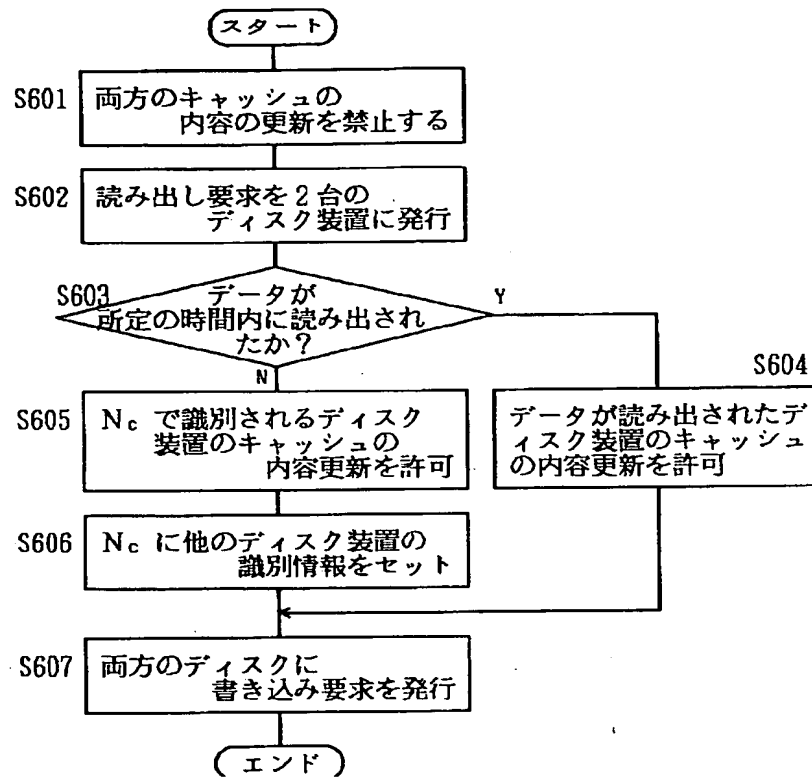 スタート
S601
両方のキャッシュの
内容の更新を禁止する
S602
読み出し要求を2台の
ディスク装置に発行
S603
データが
所定の時間内に読み出され
たか?
Y
N
S604
データが読み出されたデ
ィスク装置のキャッシュ
の内容更新を許可
S605
Nc で識別されるディスク
装置のキャッシュの
内容更新を許可
S606
Nc に他のディスク装置の
識別情報をセット
S607
両方のディスクに
書き込み要求を発行
エンド